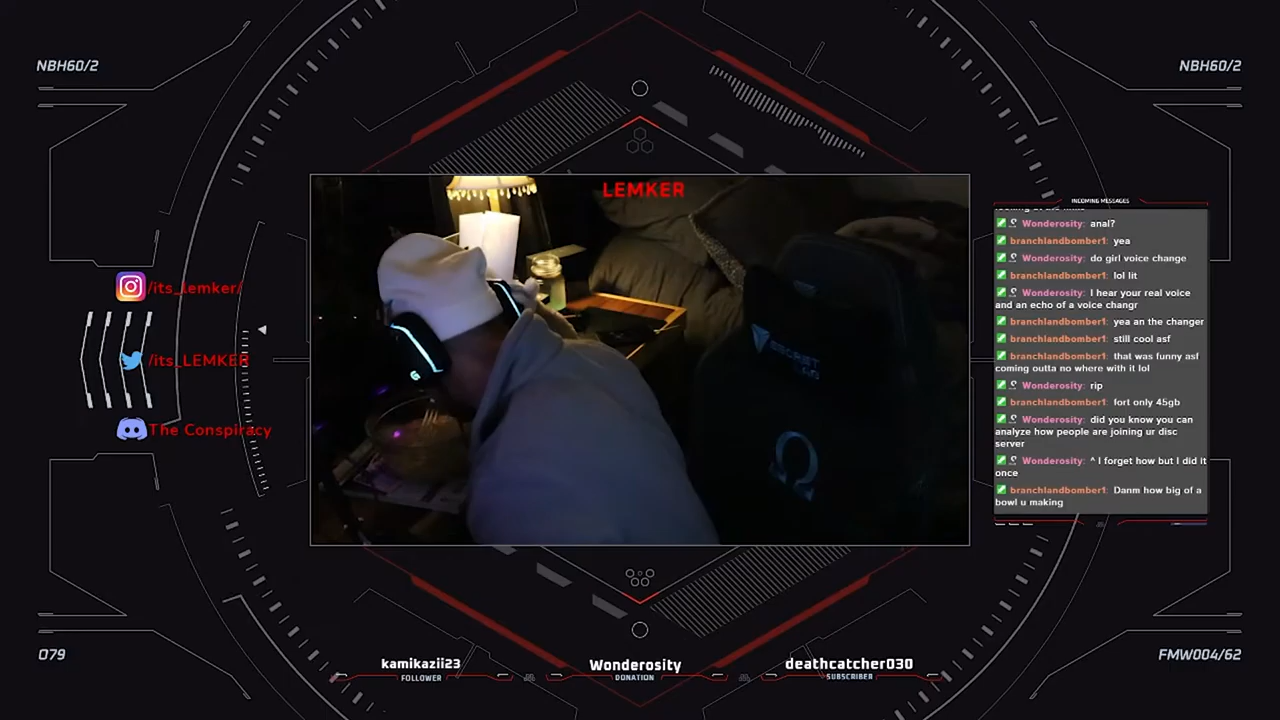 NBH60/2
NBH60/2
LEMKER
INCOMING MESSAGES
Wonderosity: anal?
branchlandbomber1: yea
Wonderosity: do girl voice change
branchlandbomber1: lol lit
Wonderosity: I hear your real voice
and an echo of a voice changr
branchlandbomber1: yea an the changer
branchlandbomber1: still cool asf
branchlandbomber1: that was funny asf
coming outta no where with it lol
Wonderosity: rip
branchlandbomber1: fort only 45gb
Wonderosity: did you know you can
analyze how people are joining ur disc
server
Wonderosity: ^ I forget how but I did it
once
branchlandbomber1: Danm how big of a
bowl u making
/its_lemker/
/its_LEMKER
The Conspiracy
G
079
FMW004/62
kamikazii23
FOLLOWER
Wonderosity
DONATION
deathcatcher030
SUBSCRIBER